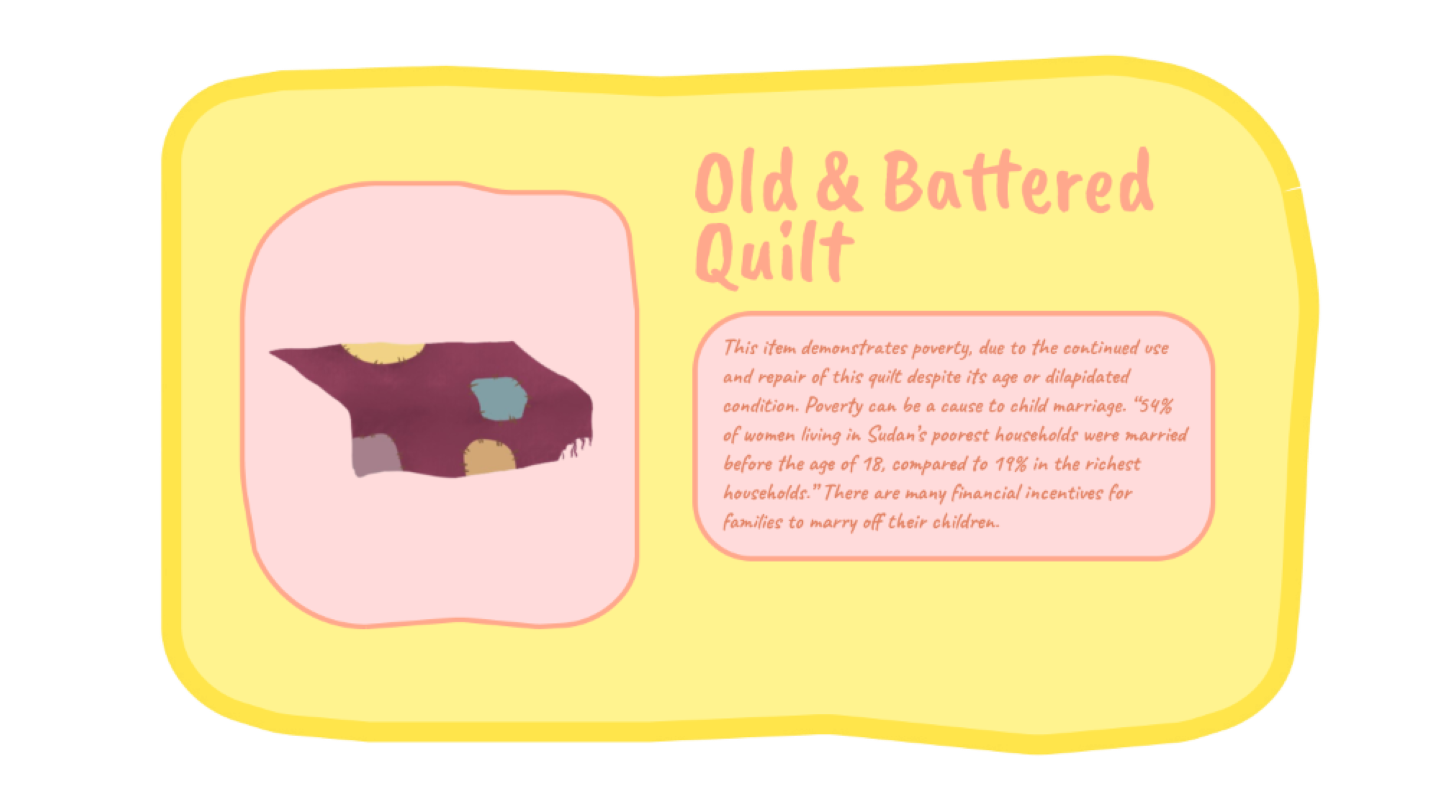 Old & Battered
Quilt
This item demonstrates poverty, due to the continued use
and repair of this quilt despite its age or dilapidated
condition. Poverty can be a cause to child marriage. “54%
of women living in Sudan’s poorest households were married
before the age of 18, compared to 19% in the richest
households.” There are many financial incentives for
families to marry off their children.